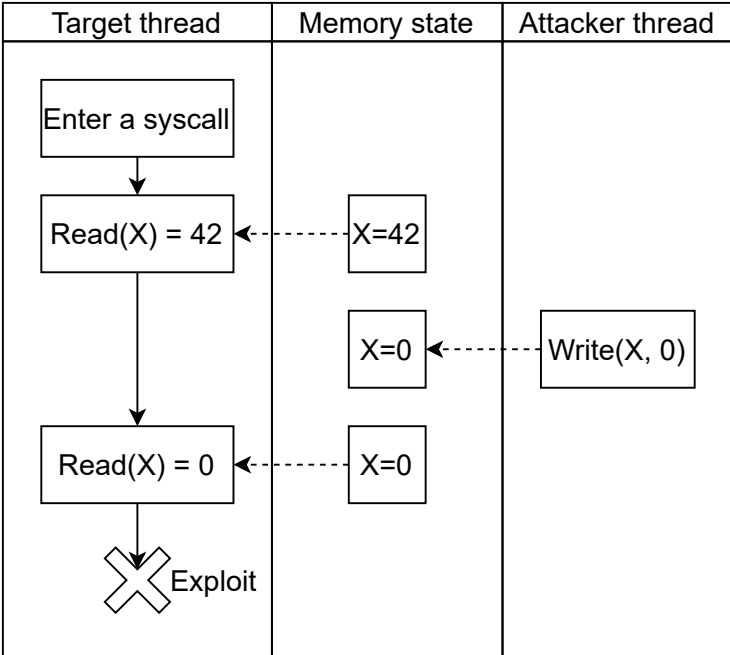 Target thread
Memory state
Attacker thread
Enter a syscall
Read(X) = 42
X=42
X=0
Write(X, 0)
Read(X) = 0
X=0
Exploit